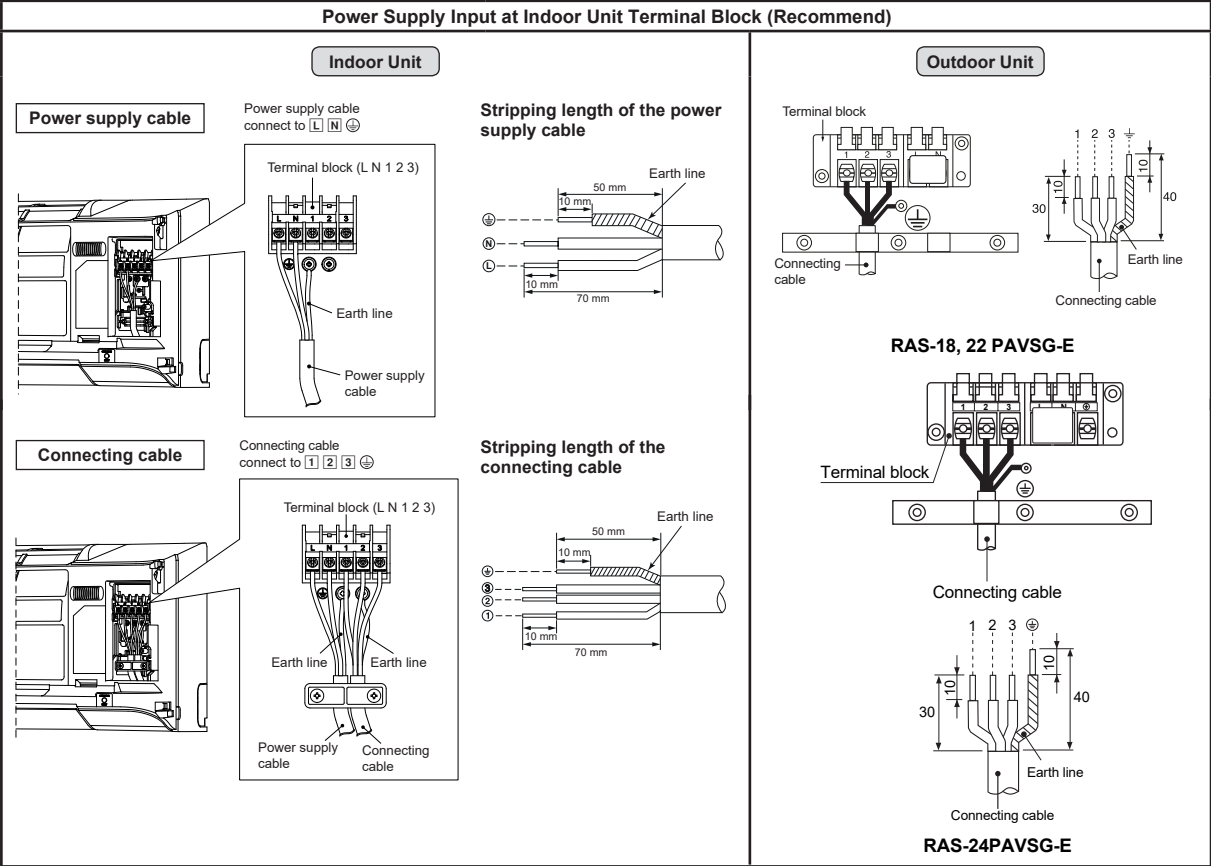 Power Supply Input at Indoor Unit Terminal Block (Recommend)
Indoor Unit
Power supply cable
Power supply cable
connect to L N ⏚
Terminal block (L N 1 2 3)
L N 1 2 3
Earth line
Power supply
cable
Stripping length of the power
supply cable
Earth line
50 mm
10 mm
N
L
10 mm
70 mm
Connecting cable
Connecting cable
connect to 1 2 3 ⏚
Terminal block (L N 1 2 3)
L N 1 2 3
Earth line
Earth line
Power supply
cable
Connecting
cable
Stripping length of the
connecting cable
Earth line
50 mm
10 mm
3
2
1
10 mm
70 mm
Outdoor Unit
Terminal block
1 2 3 L N
Connecting
cable
1 2 3 ⏚
10
30
10
40
Earth line
Connecting cable
RAS-18, 22 PAVSG-E
1 2 3 L N
Terminal block
Connecting cable
1 2 3 ⏚
10
30
10
40
Earth line
Connecting cable
RAS-24PAVSG-E